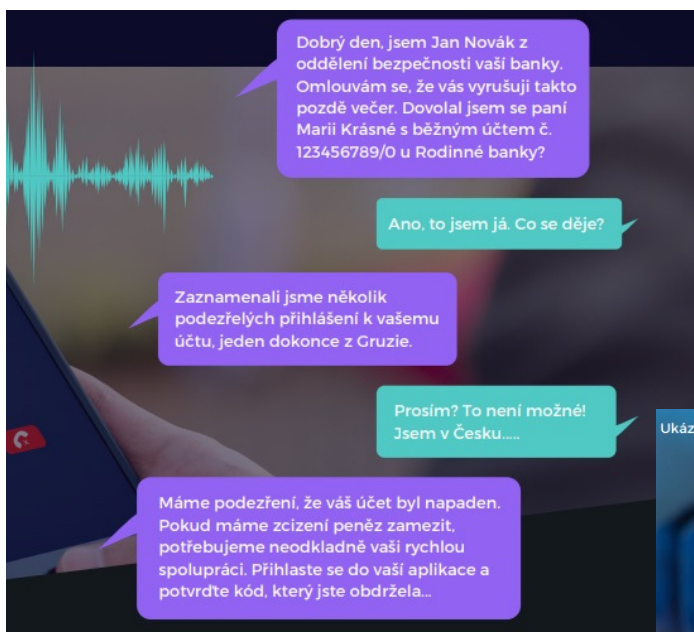 Dobrý den, jsem Jan Novák z
oddělení bezpečnosti vaší banky.
Omlouvám se, že vás vyrušuji takto
pozdě večer. Dovolal jsem se paní
Marii Krásné s běžným účtem č.
123456789/0 u Rodinné banky?
Ano, to jsem já. Co se děje?
Zaznamenali jsme několik
podezřelých přihlášení k vašemu
účtu, jeden dokonce z Gruzie.
Prosím? To není možné!
Jsem v Česku.....
Ukáz
Máme podezření, že váš účet byl napaden.
Pokud máme zcizení peněz zamezit,
potřebujeme neodkladně vaši rychlou
spolupráci. Přihlaste se do vaší aplikace a
potvrďte kód, který jste obdržela...